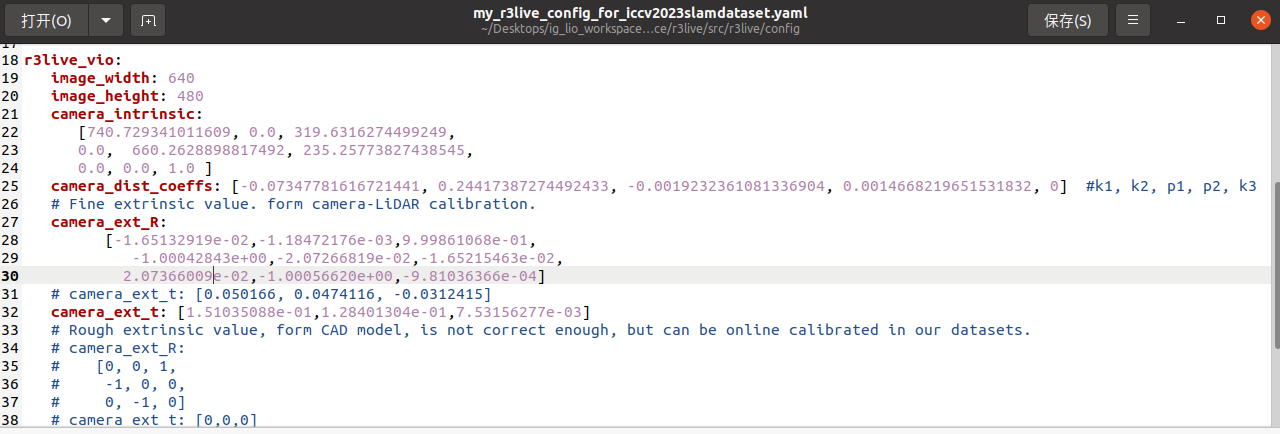 打开(O)
my_r3live_config_for_iccv2023slamdataset.yaml
~/Desktops/ig_lio_workspace…ce/r3live/src/r3live/config
保存(S)
17
18 r3live_vio:
19 image_width: 640
20 image_height: 480
21 camera_intrinsic:
22 [740.729341011609, 0.0, 319.6316274499249,
23 0.0, 660.2628898817492, 235.25773827438545,
24 0.0, 0.0, 1.0 ]
25 camera_dist_coeffs: [-0.07347781616721441, 0.24417387274492433, -0.0019232361081336904, 0.0014668219651531832, 0] #k1, k2, p1, p2, k3
26 # Fine extrinsic value. form camera-LiDAR calibration.
27 camera_ext_R:
28 [-1.65132919e-02,-1.18472176e-03,9.99861068e-01,
29 -1.00042843e+00,-2.07266819e-02,-1.65215463e-02,
30 2.07366009e-02,-1.00056620e+00,-9.81036366e-04]
31 # camera_ext_t: [0.050166, 0.0474116, -0.0312415]
32 camera_ext_t: [1.51035088e-01,1.28401304e-01,7.53156277e-03]
33 # Rough extrinsic value, form CAD model, is not correct enough, but can be online calibrated in our datasets.
34 # camera_ext_R:
35 # [0, 0, 1,
36 # -1, 0, 0,
37 # 0, -1, 0]
38 # camera_ext_t: [0,0,0]